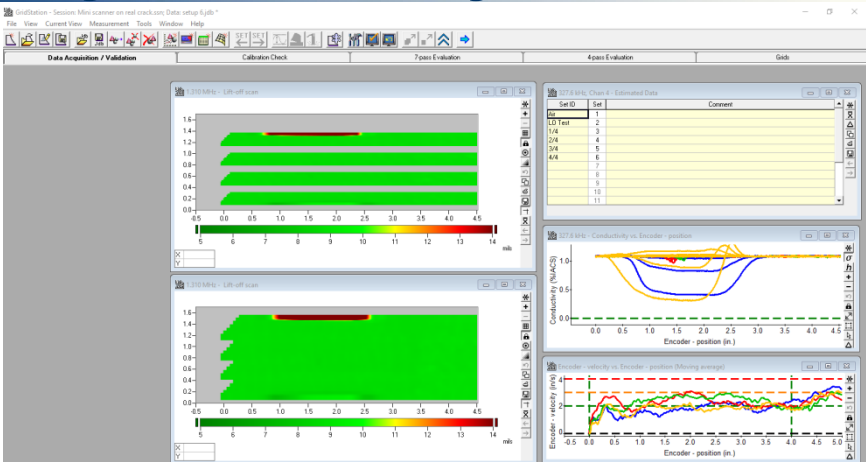 GridStation - Session: Mini scanner on real crack.ssn; Data: setup 6.jdb *
File View Current View Measurement Tools Window Help
SET SET
Data Acquisition / Validation Calibration Check 7 pass Evaluation 4 pass Evaluation Grids
1.310 MHz - Lift-off scan
1.6
1.4
1.2
1.0
0.8
0.6
0.4
0.2
0.0
-0.5 0.0 0.5 1.0 1.5 2.0 2.5 3.0 3.5 4.0 4.5
5 6 7 8 9 10 11 12 13 14
mils
X
Y
327.6 kHz, Chan 4 - Estimated Data
Set ID Set Comment
Air 1
LO Test 2
1/4 3
2/4 4
3/4 5
4/4 6
7
8
9
10
11
1.310 MHz - Lift-off scan
1.6
1.4
1.2
1.0
0.8
0.6
0.4
0.2
0.0
-0.5 0.0 0.5 1.0 1.5 2.0 2.5 3.0 3.5 4.0 4.5
5 6 7 8 9 10 11 12 13 14
mils
X
Y
327.6 kHz - Conductivity vs. Encoder - position
Conductivity (%IACS)
1.0
0.5
0.0
0.0 0.5 1.0 1.5 2.0 2.5 3.0 3.5 4.0 4.5
Encoder - position (in.)
σ
h
Encoder - velocity vs. Encoder - position (Moving average)
Encoder - velocity (in/s)
4
2
0
-0.5 0.0 0.5 1.0 1.5 2.0 2.5 3.0 3.5 4.0 4.5 5.0
Encoder - position (in.)